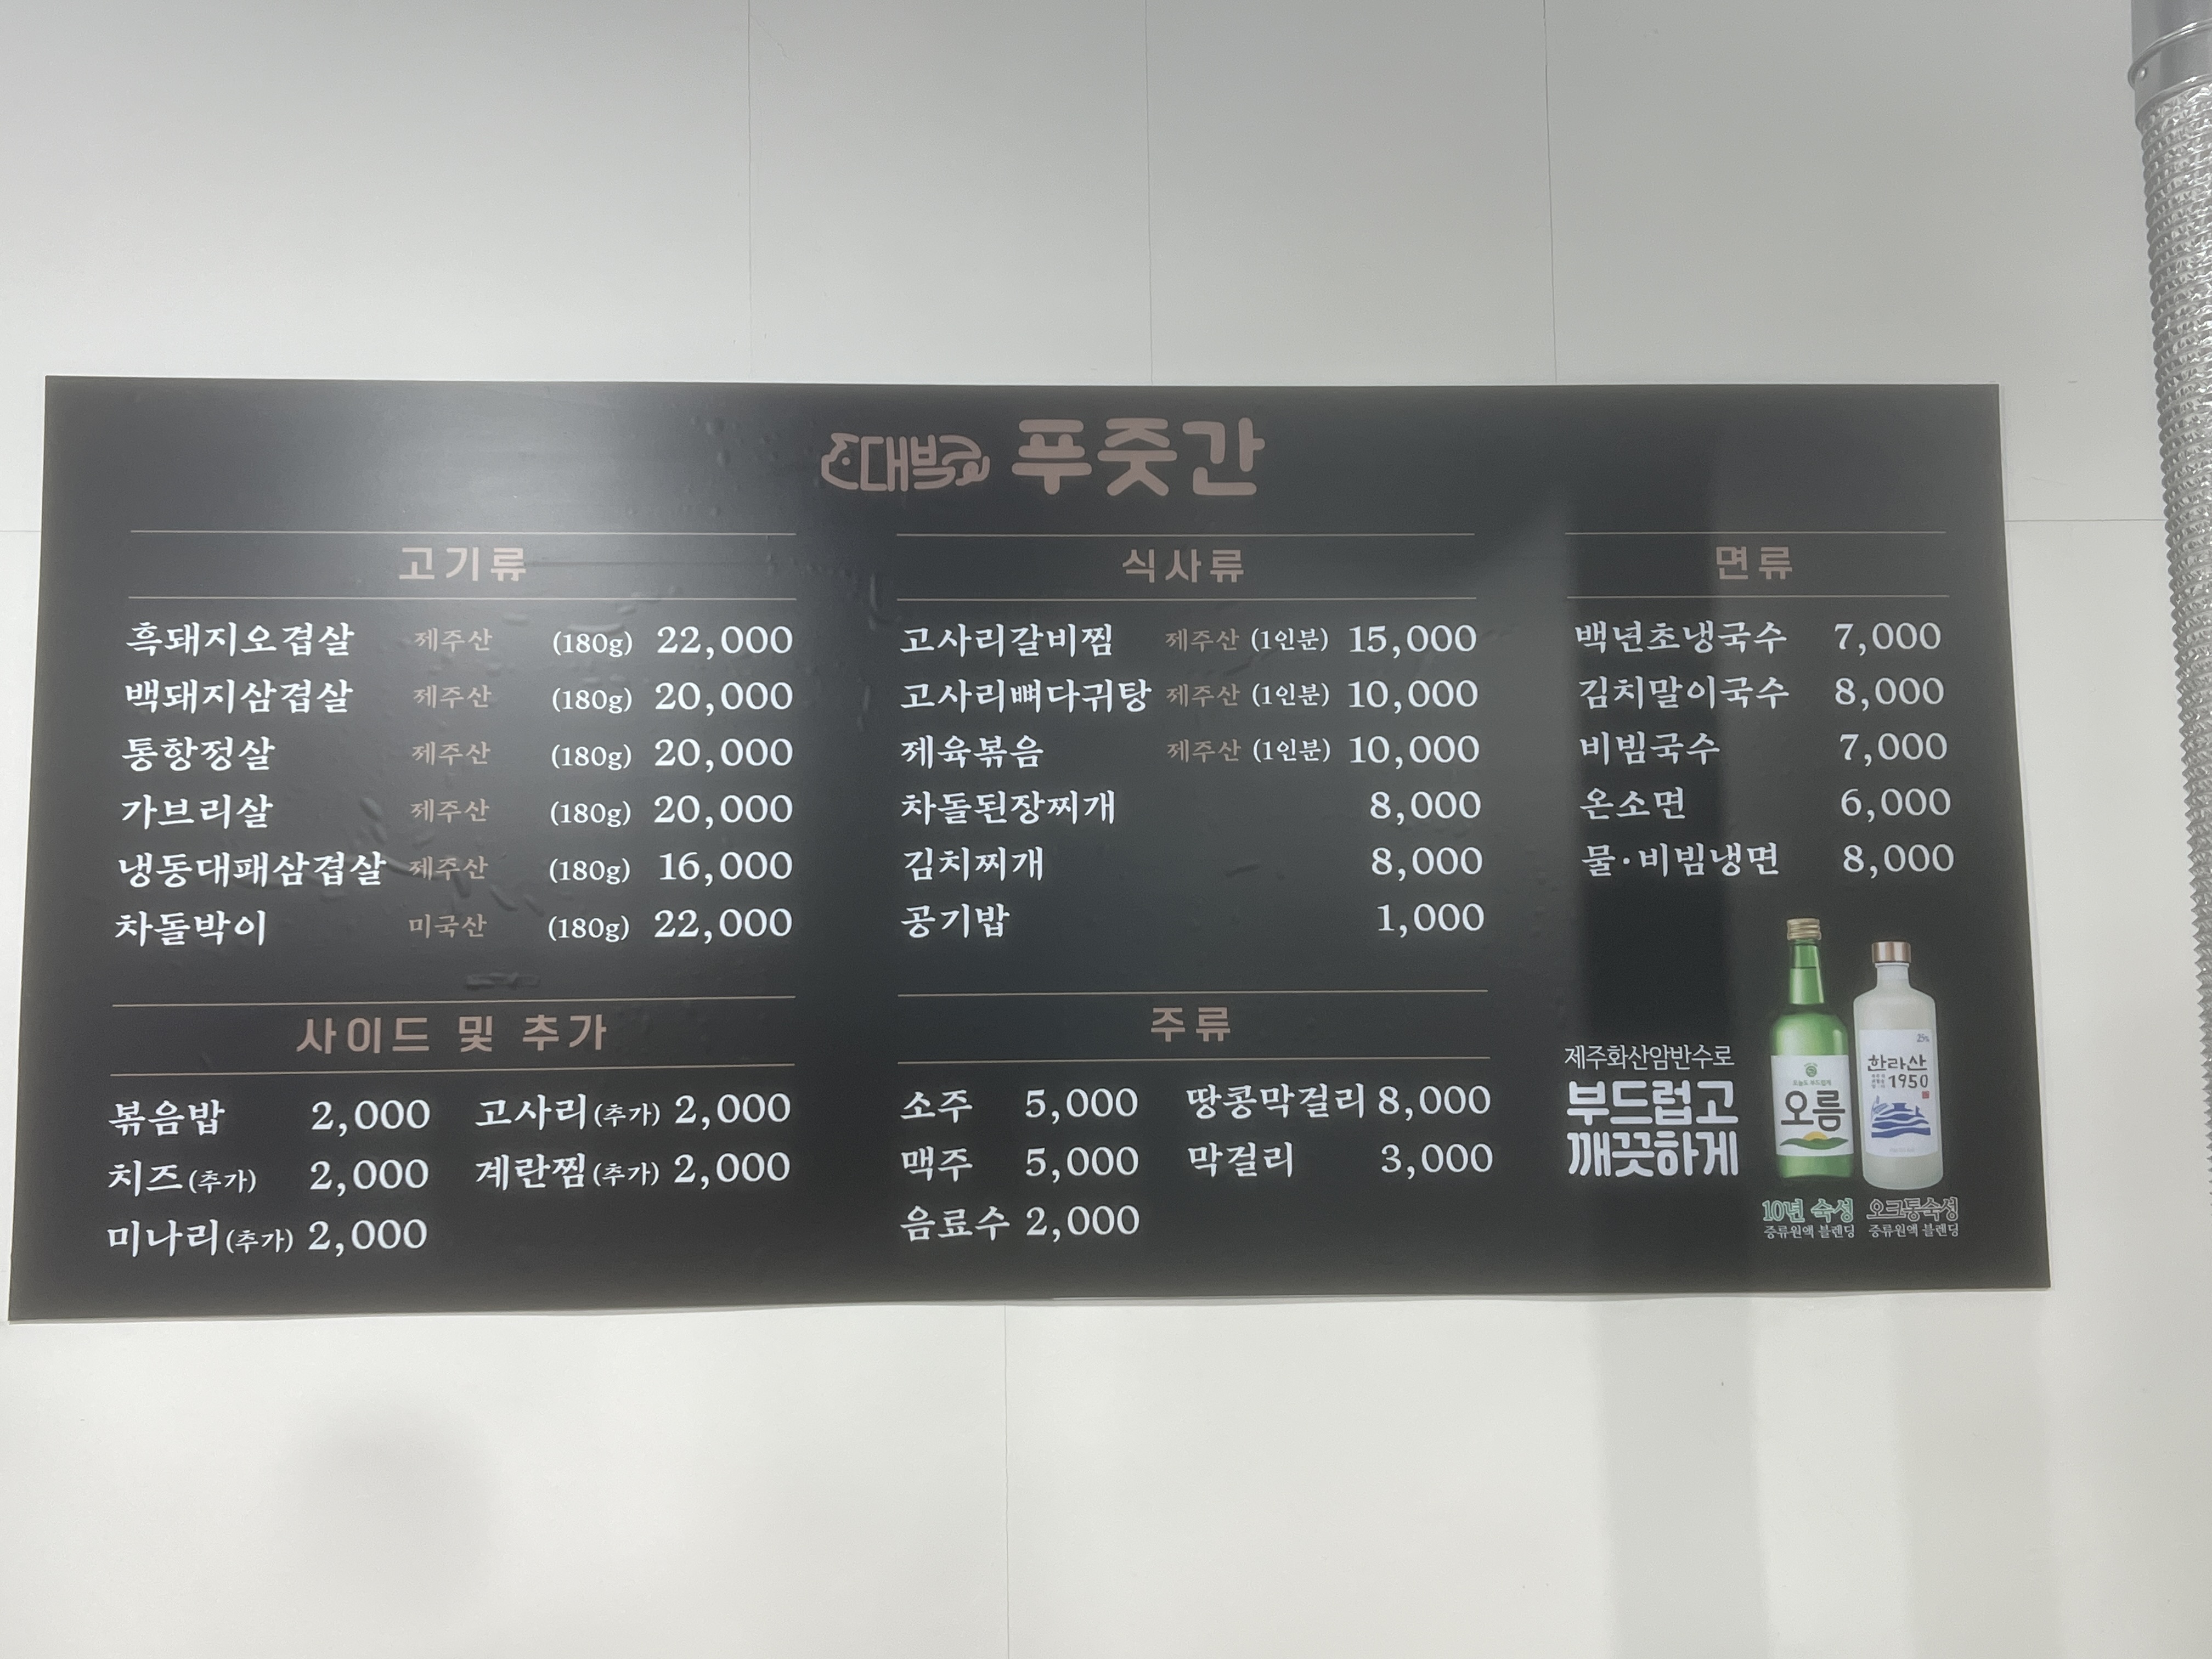 대박 푸줏간
고기류
흑돼지오겹살 제주산 (180g) 22,000
백돼지삼겹살 제주산 (180g) 20,000
통항정살 제주산 (180g) 20,000
가브리살 제주산 (180g) 20,000
냉동대패삼겹살 제주산 (180g) 16,000
차돌박이 미국산 (180g) 22,000
사이드 및 추가
볶음밥 2,000 고사리(추가) 2,000
치즈(추가) 2,000 계란찜(추가) 2,000
미나리(추가) 2,000
식사류
고사리갈비찜 제주산 (1인분) 15,000
고사리뼈다귀탕 제주산 (1인분) 10,000
제육볶음 제주산 (1인분) 10,000
차돌된장찌개 8,000
김치찌개 8,000
공기밥 1,000
주류
소주 5,000 땅콩막걸리 8,000
맥주 5,000 막걸리 3,000
음료수 2,000
면류
백년초냉국수 7,000
김치말이국수 8,000
비빔국수 7,000
온소면 6,000
물·비빔냉면 8,000
제주화산암반수로
부드럽고
깨끗하게
오름
한라산
1950
10년 숙성 오크통숙성
증류원액 블렌딩 증류원액 블렌딩